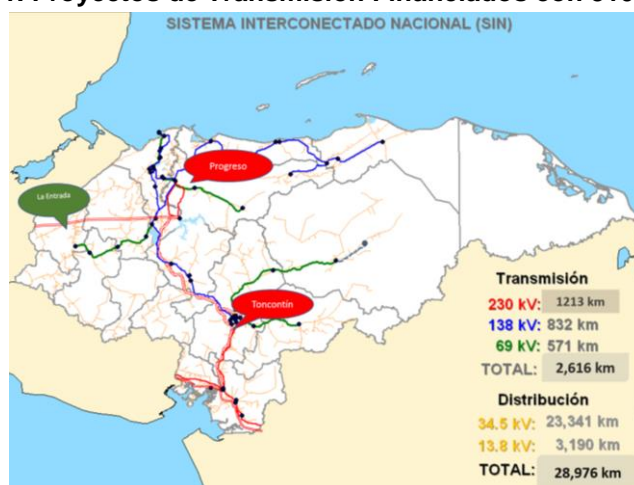 SISTEMA INTERCONECTADO NACIONAL (SIN)
Progreso
La Entrada
Toncontín
Transmisión
230 kV: 1213 km
138 kV: 832 km
69 kV: 571 km
TOTAL: 2,616 km
Distribución
34.5 kV: 23,341 km
13.8 kV: 3,190 km
TOTAL: 28,976 km